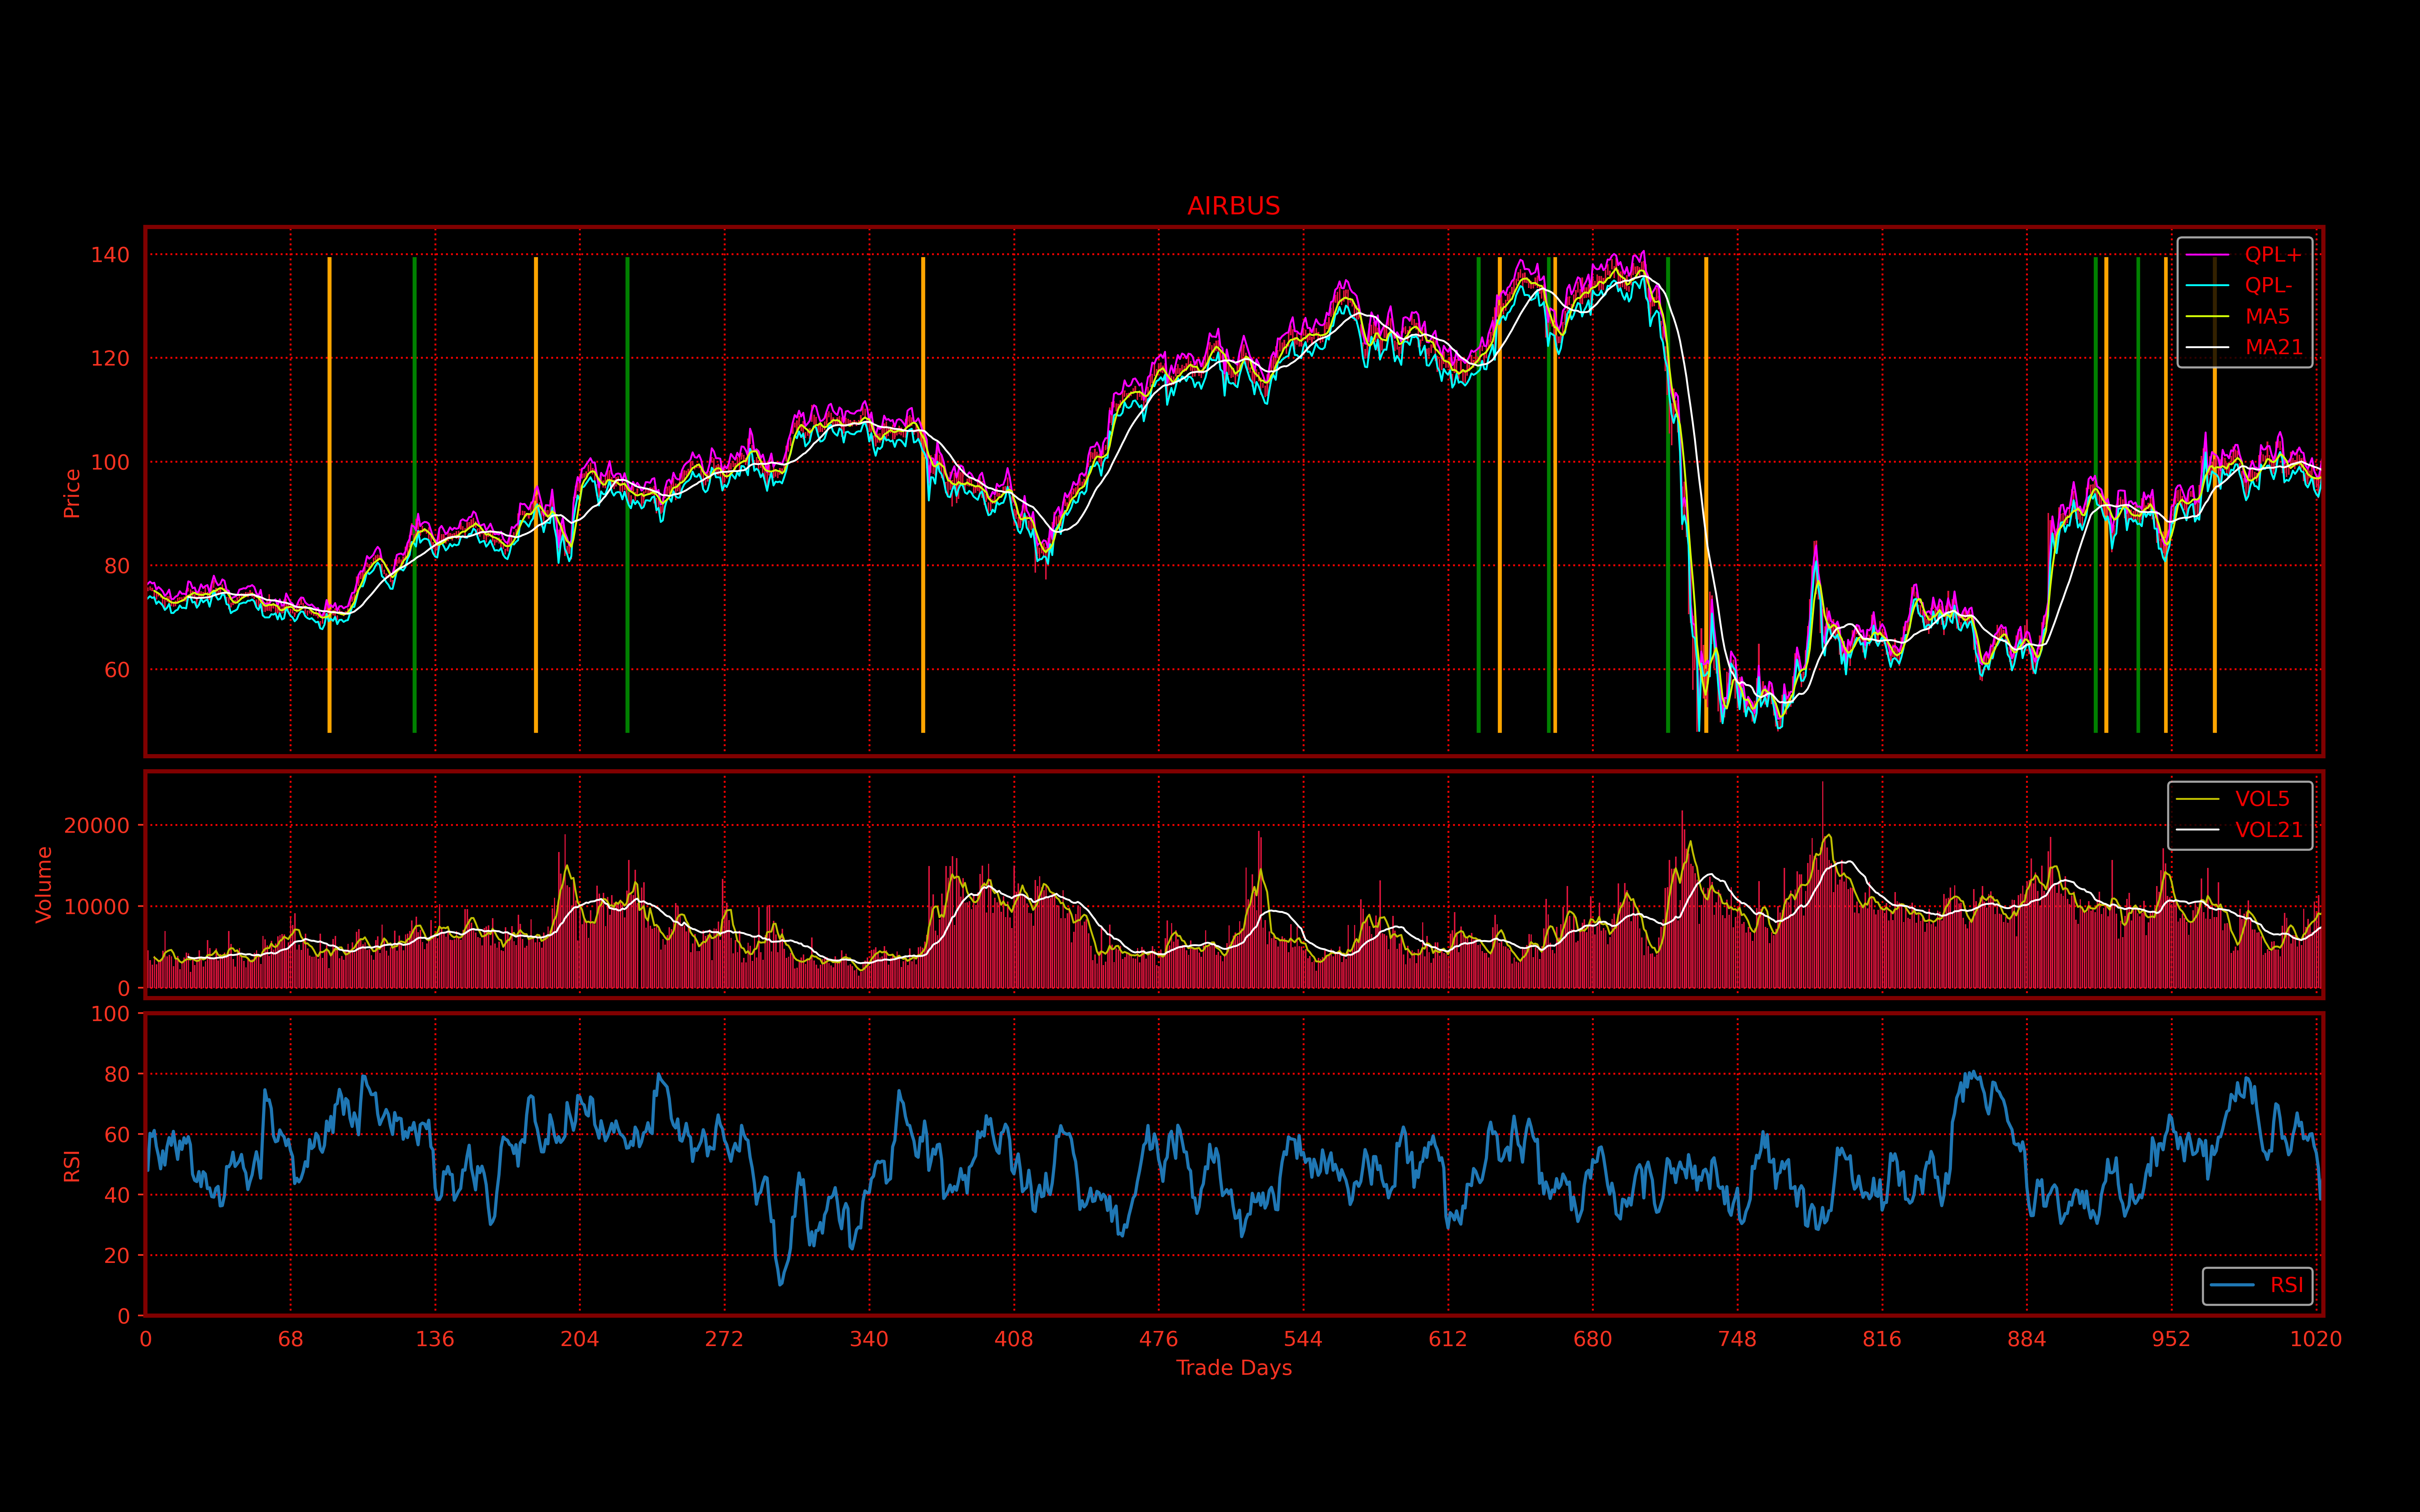 AIRBUS
Price
140
120
100
80
60
QPL+
QPL-
MA5
MA21
Volume
20000
10000
0
VOL5
VOL21
RSI
100
80
60
40
20
0
RSI
0 68 136 204 272 340 408 476 544 612 680 748 816 884 952 1020
Trade Days